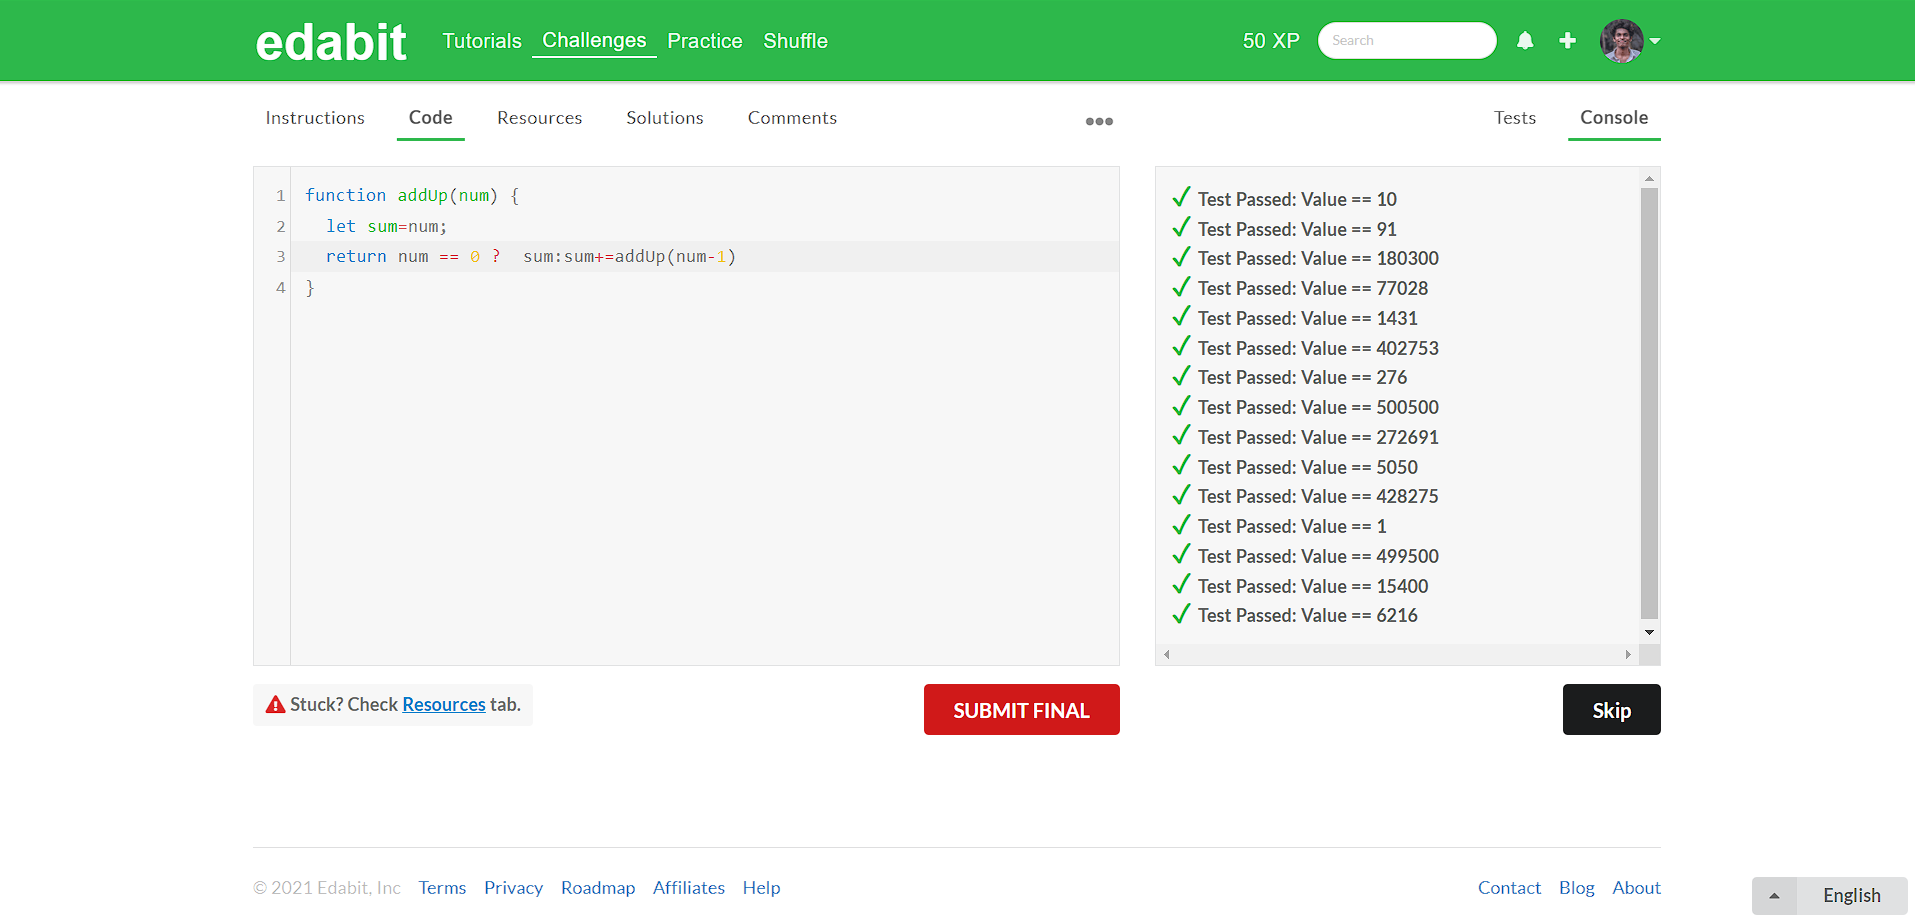 edabit Tutorials Challenges Practice Shuffle 50 XP Search
Instructions Code Resources Solutions Comments Tests Console
1 function addUp(num) {
2 let sum=num;
3 return num == 0 ?  sum:sum+=addUp(num-1)
4 }
Test Passed: Value == 10
Test Passed: Value == 91
Test Passed: Value == 180300
Test Passed: Value == 77028
Test Passed: Value == 1431
Test Passed: Value == 402753
Test Passed: Value == 276
Test Passed: Value == 500500
Test Passed: Value == 272691
Test Passed: Value == 5050
Test Passed: Value == 428275
Test Passed: Value == 1
Test Passed: Value == 499500
Test Passed: Value == 15400
Test Passed: Value == 6216
Stuck? Check Resources tab.
SUBMIT FINAL
Skip
© 2021 Edabit, Inc Terms Privacy Roadmap Affiliates Help Contact Blog About
English